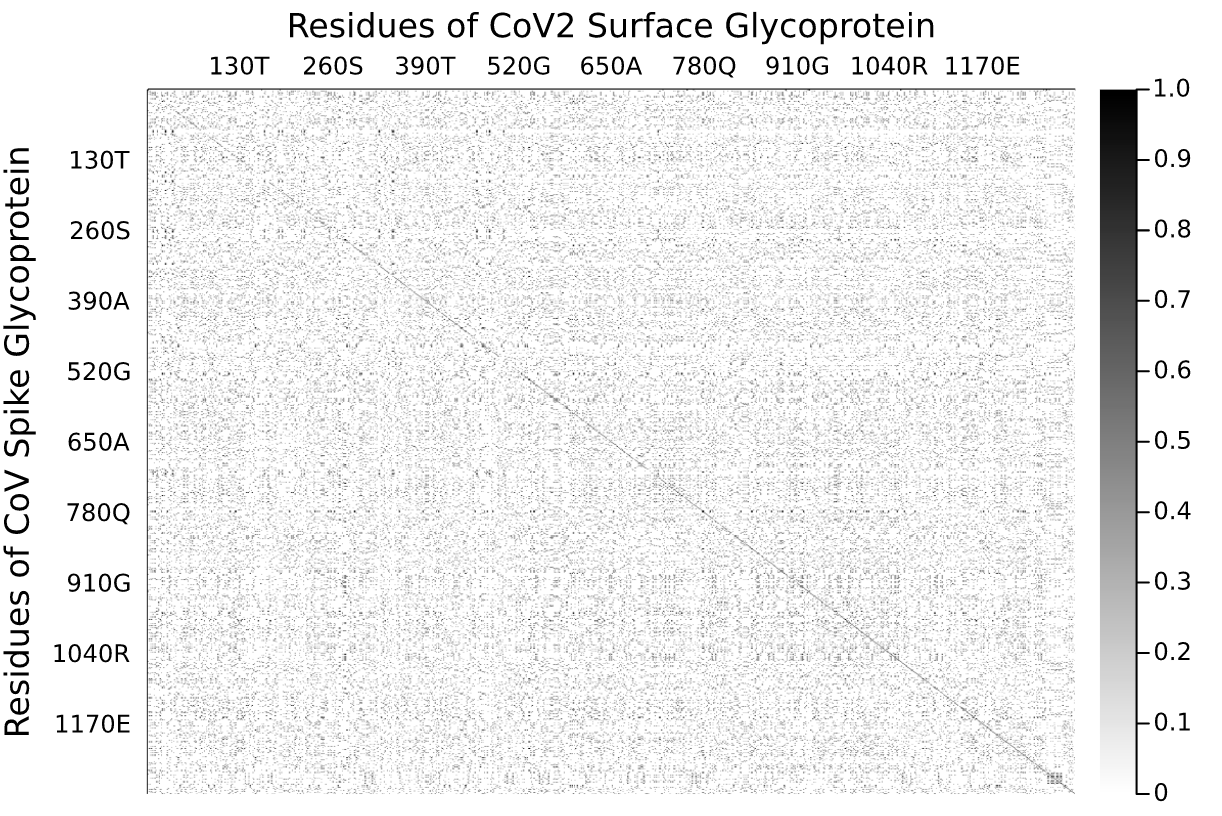 Residues of CoV2 Surface Glycoprotein
130T 260S 390T 520G 650A 780Q 910G 1040R 1170E
Residues of CoV Spike Glycoprotein
130T
260S
390A
520G
650A
780Q
910G
1040R
1170E
1.0
0.9
0.8
0.7
0.6
0.5
0.4
0.3
0.2
0.1
0